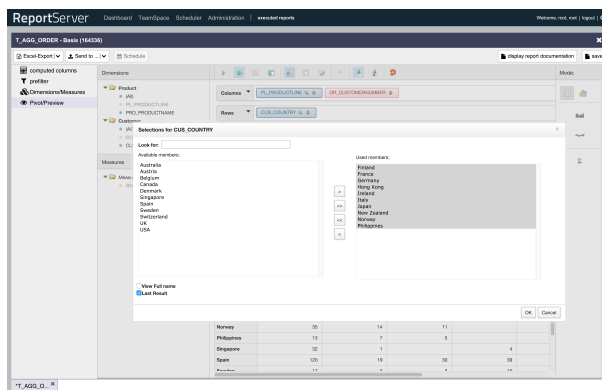 ReportServer Dashboard TeamSpace Scheduler Administration | executed reports Welcome, root, root | logout |
T_AGG_ORDER - Basis (164336)
Excel-Export Send to ... Schedule display report documentation save
computed columns
prefilter
Dimensions/Measures
Pivot/Preview
Dimensions
Product
(All)
PL_PRODUCTLINE
PRO_PRODUCTNAME
Customer
(All
Measures
Measu
Columns PL_PRODUCTLINE OR_CUSTOMERNUMBER
Rows CUS_COUNTRY
Mode:
Selections for CUS_COUNTRY
Look for:
Available members:
Australia
Austria
Belgium
Canada
Denmark
Singapore
Spain
Sweden
Switzerland
UK
USA
>
>>
<<
<
Used members:
Finland
France
Germany
Hong Kong
Ireland
Italy
Japan
New Zealand
Norway
Philippines
View Full name
Last Result
OK Cancel
Norway 35 14 11
Philippines 13 7 5
Singapore 32 1 4
Spain 120 19 30 39
*T_AGG_O...